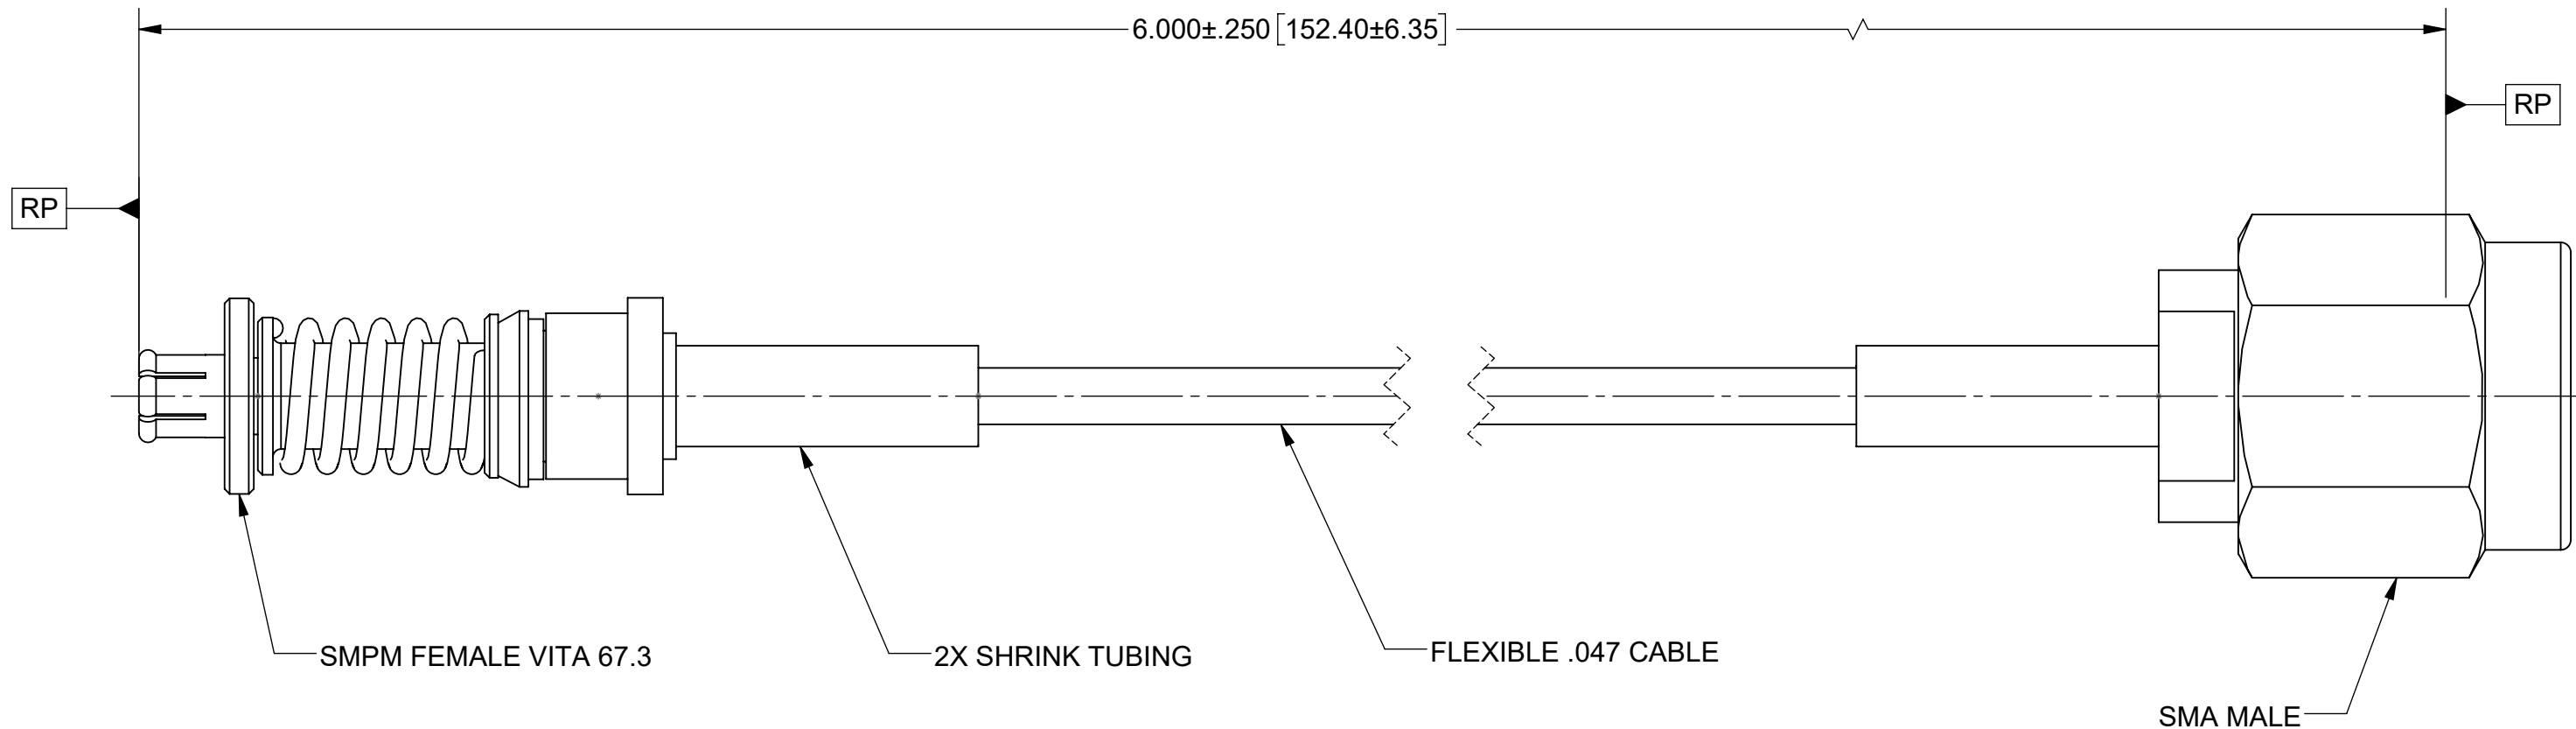 6.000±.250 [152.40±6.35]
RP
RP
SMPM FEMALE VITA 67.3
2X SHRINK TUBING
FLEXIBLE .047 CABLE
SMA MALE